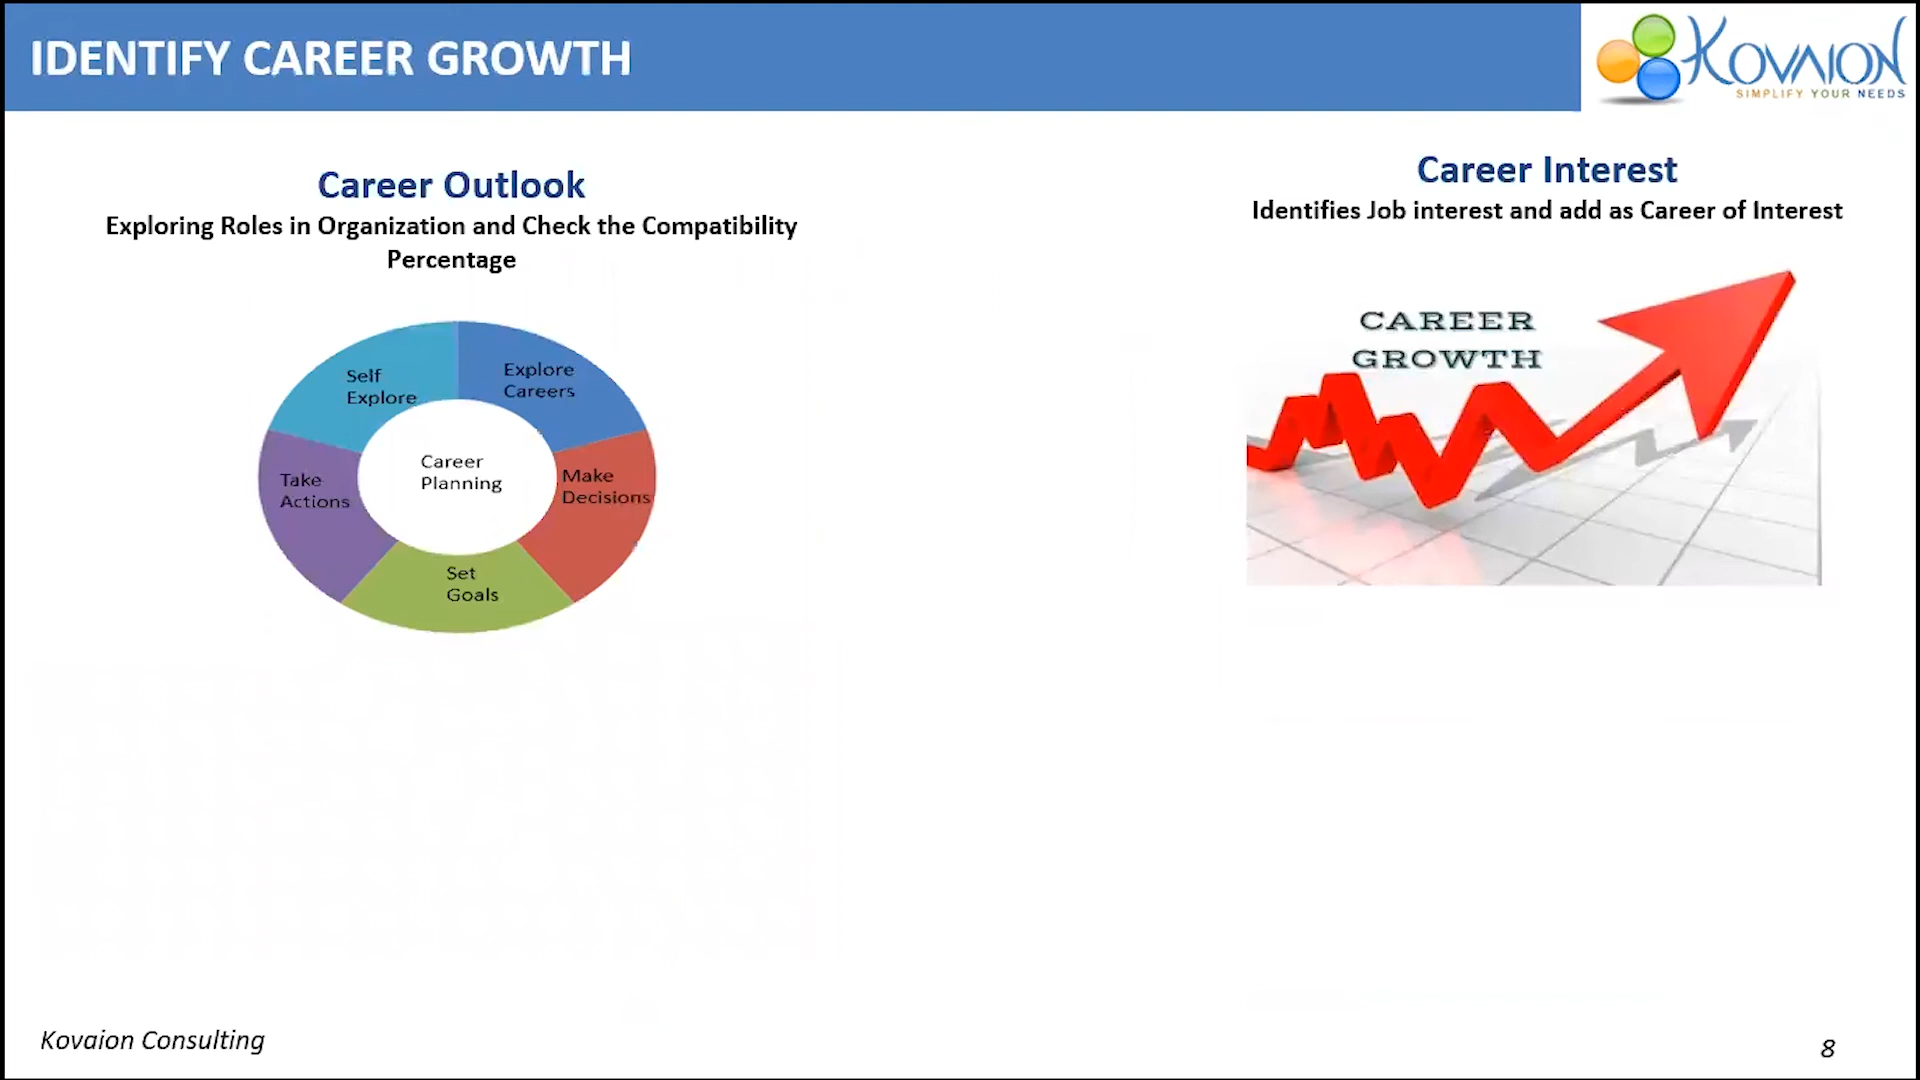 IDENTIFY CAREER GROWTH
KOVAION
SIMPLIFY YOUR NEEDS
Career Outlook
Exploring Roles in Organization and Check the Compatibility
Percentage
Self
Explore
Explore
Careers
Career
Planning
Make
Decisions
Take
Actions
Set
Goals
Career Interest
Identifies Job interest and add as Career of Interest
CAREER
GROWTH
Kovaion Consulting
8